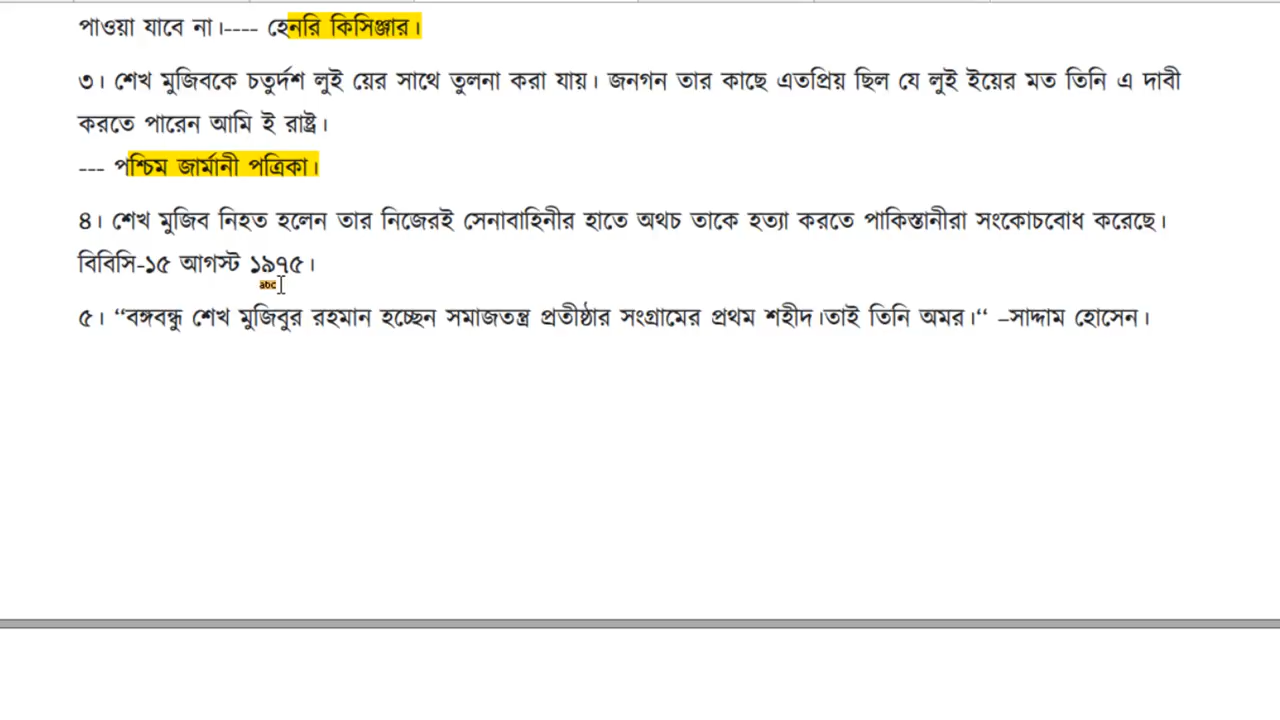 পাওয়া যাবে না।---- হেনরি কিসিঞ্জার।
৩। শেখ মুজিবকে চতুর্দশ লুই য়ের সাথে তুলনা করা যায়। জনগন তার কাছে এতপ্রিয় ছিল যে লুই ইয়ের মত তিনি এ দাবী
করতে পারেন আমি ই রাষ্ট্র।
--- পশ্চিম জার্মানী পত্রিকা।
৪। শেখ মুজিব নিহত হলেন তার নিজেরই সেনাবাহিনীর হাতে অথচ তাকে হত্যা করতে পাকিস্তানীরা সংকোচবোধ করেছে।
বিবিসি-১৫ আগস্ট ১৯৭৫।
abc
৫। “বঙ্গবন্ধু শেখ মুজিবুর রহমান হচ্ছেন সমাজতন্ত্র প্রতীষ্ঠার সংগ্রামের প্রথম শহীদ।তাই তিনি অমর।“ –সাদ্দাম হোসেন।